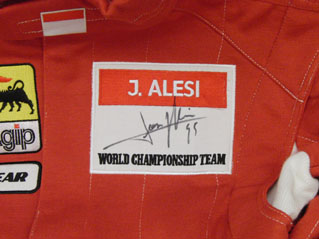 J. ALESI
95
WORLD CHAMPIONSHIP TEAM
gip
EAR